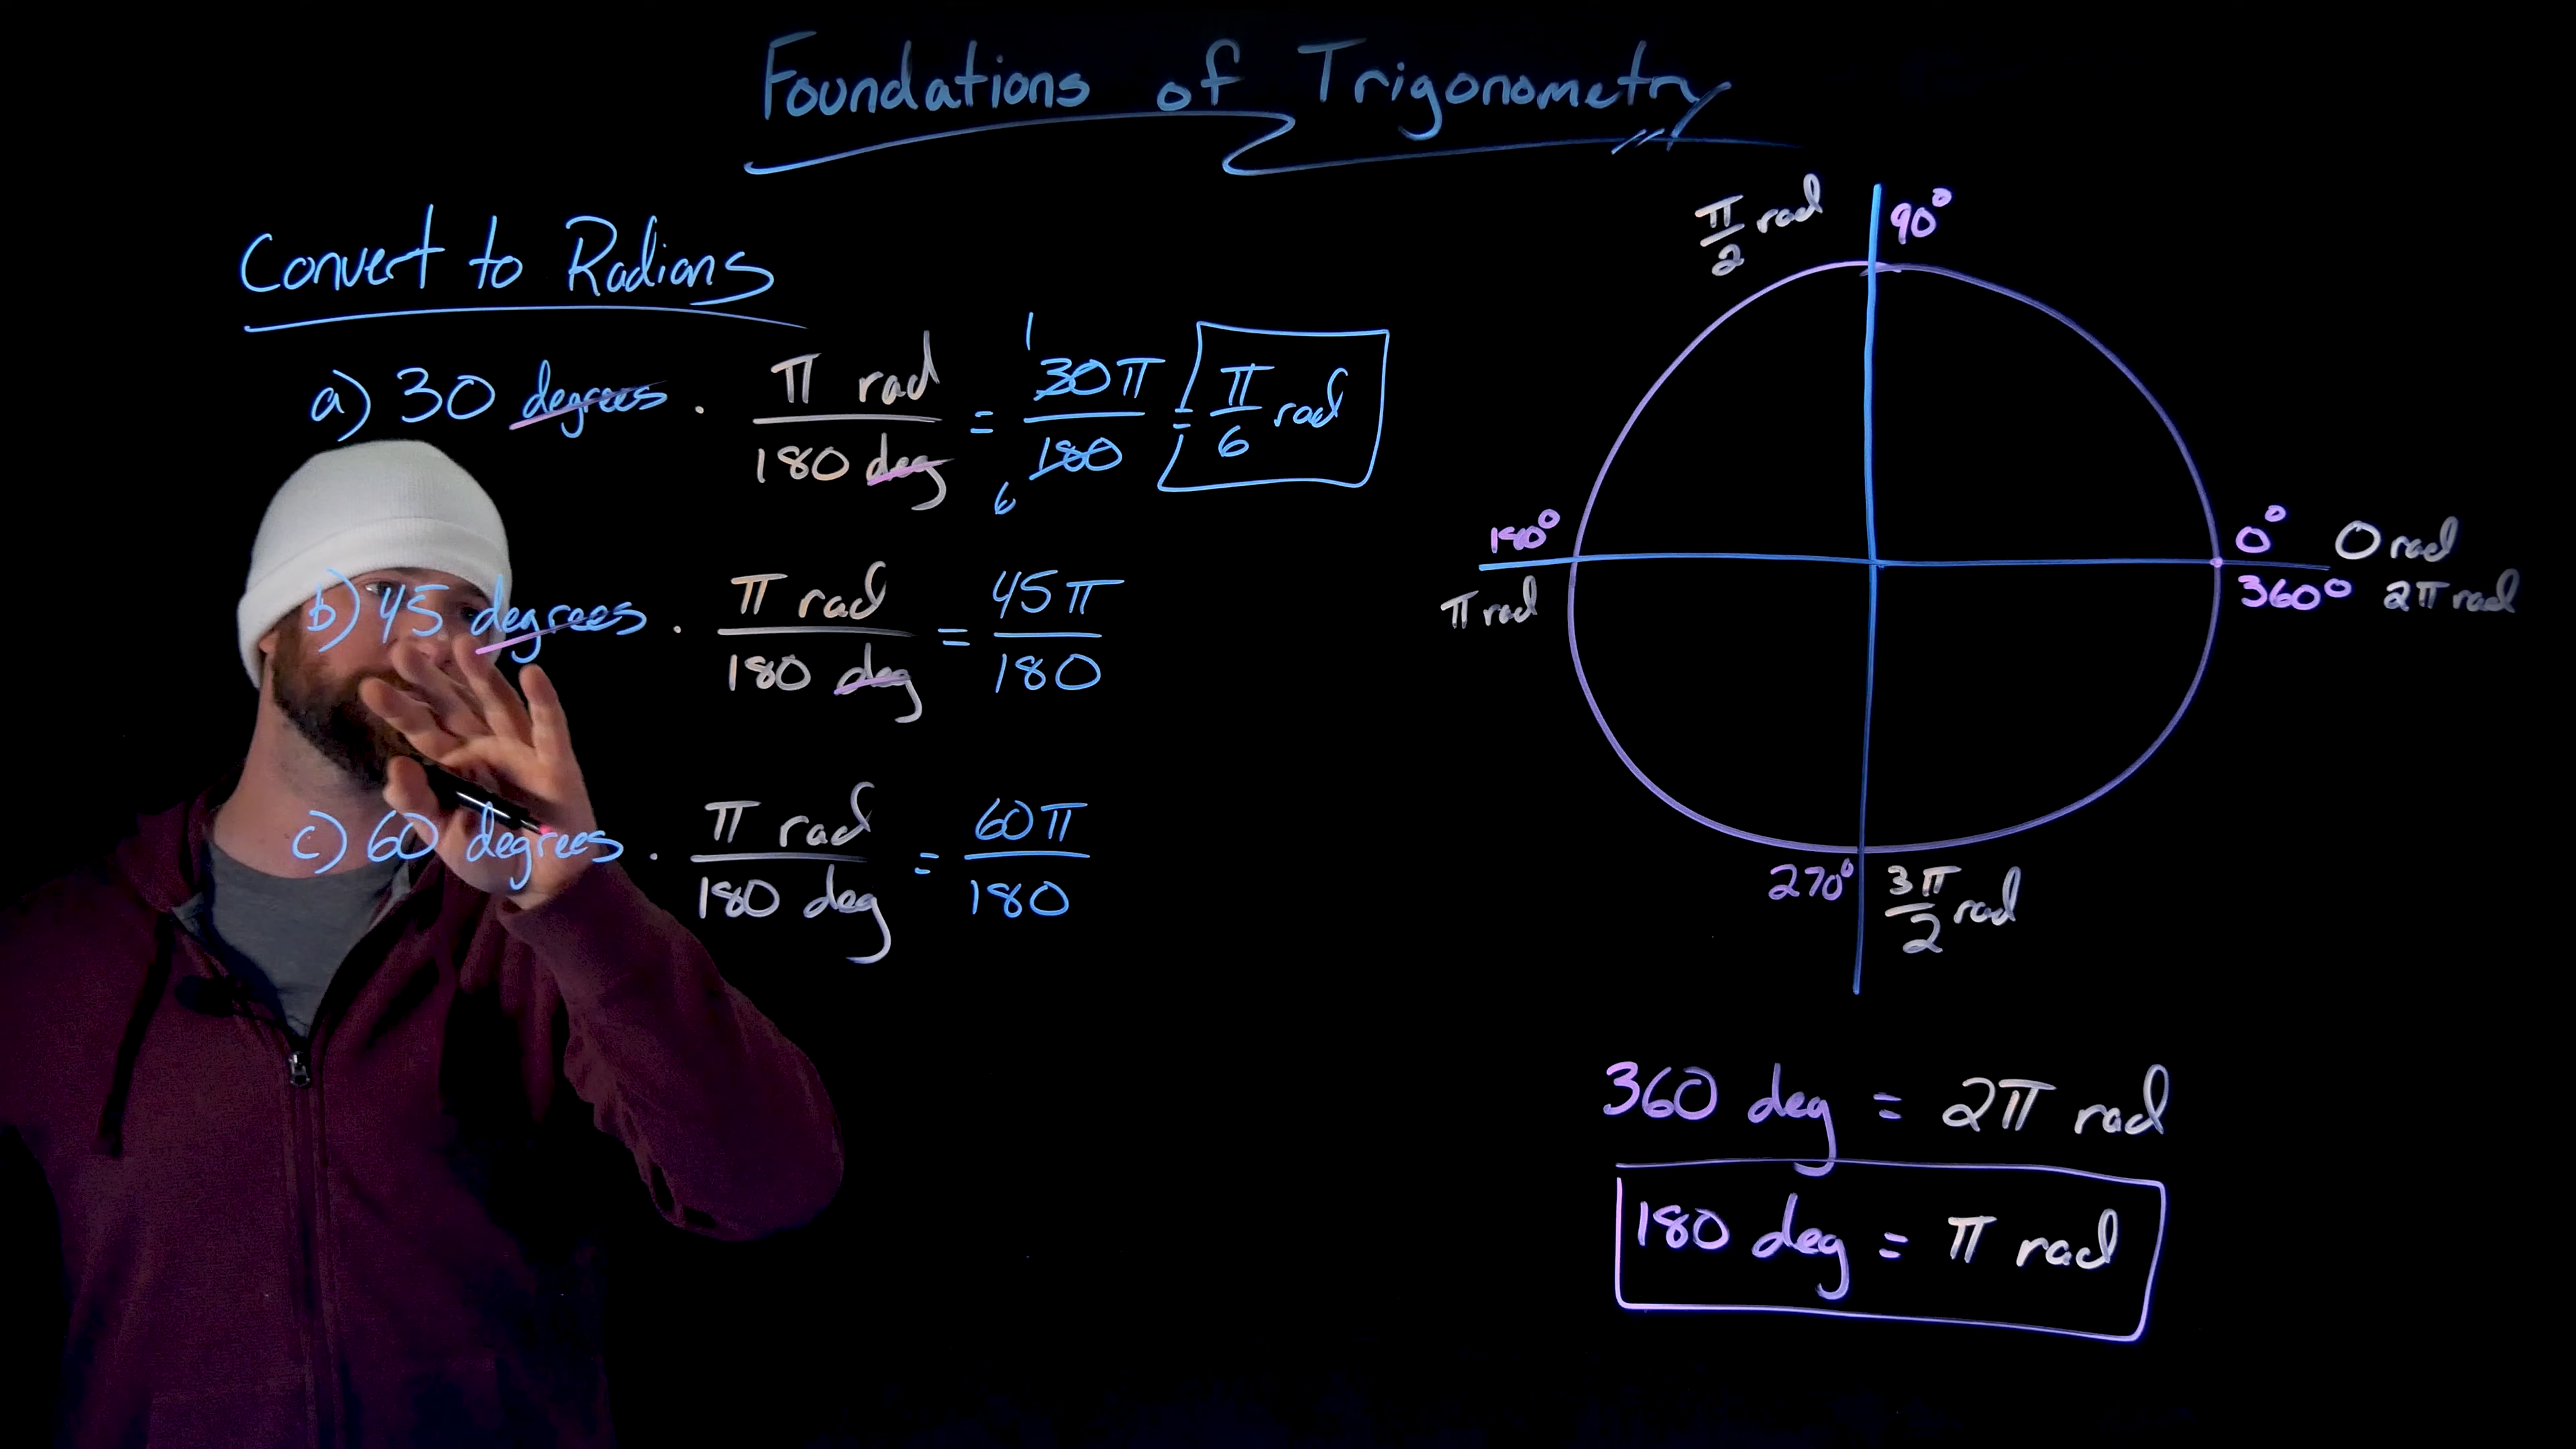 Foundations of Trigonometry
Convert to Radians
a) 30 degrees · π rad / 180 deg = 30π / 180 = π / 6 rad
1
6
b) 45 degrees · π rad / 180 deg = 45π / 180
c) 60 degrees · π rad / 180 deg = 60π / 180
π / 2 rad
90°
180°
π rad
0° 0 rad
360° 2π rad
270°
3π / 2 rad
360 deg = 2π rad
180 deg = π rad